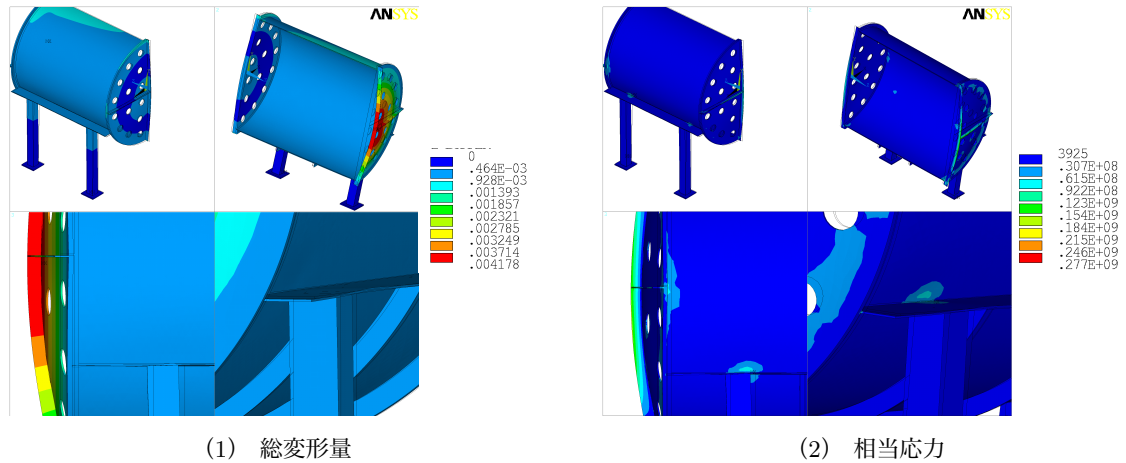 ANSYS
0
.464E-03
.928E-03
.001393
.001857
.002321
.002785
.003249
.003714
.004178
(1) 総変形量
ANSYS
3925
.307E+08
.615E+08
.922E+08
.123E+09
.154E+09
.184E+09
.215E+09
.246E+09
.277E+09
(2) 相当応力